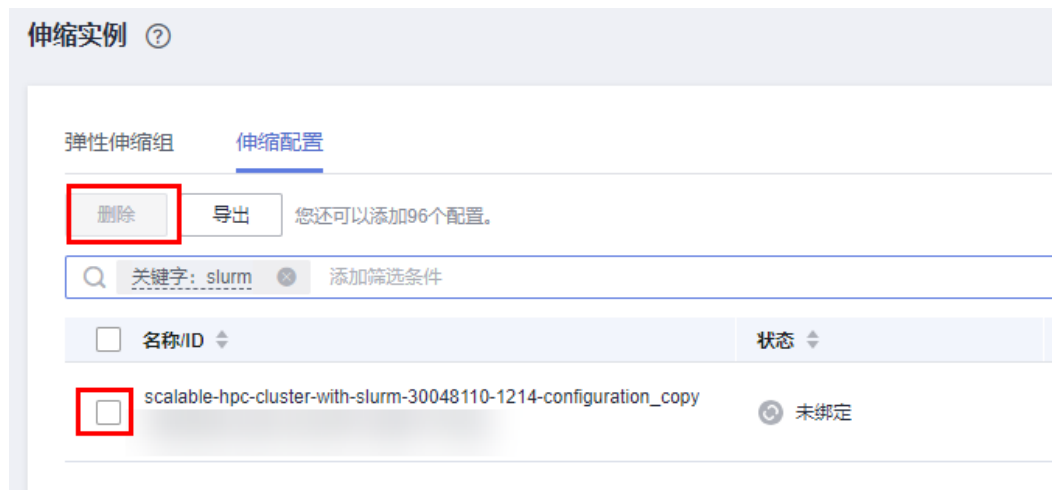 伸缩实例
弹性伸缩组 伸缩配置
删除 导出 您还可以添加96个配置。
关键字：slurm 添加筛选条件
名称/ID 状态
scalable-hpc-cluster-with-slurm-30048110-1214-configuration_copy 未绑定